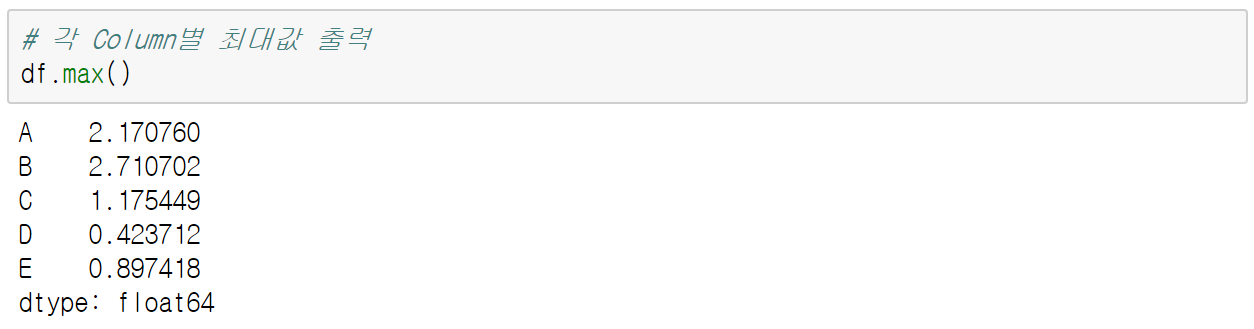 # 각 Column별 최대값 출력
df.max()
A    2.170760
B    2.710702
C    1.175449
D    0.423712
E    0.897418
dtype: float64